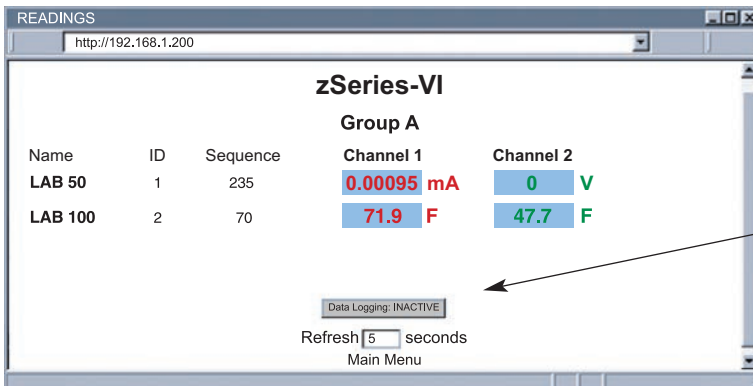 READINGS
http://192.168.1.200
zSeries-VI
Group A
Name ID Sequence Channel 1 Channel 2
LAB 50 1 235 0.00095 mA 0 V
LAB 100 2 70 71.9 F 47.7 F
Data Logging: INACTIVE
Refresh 5 seconds
Main Menu